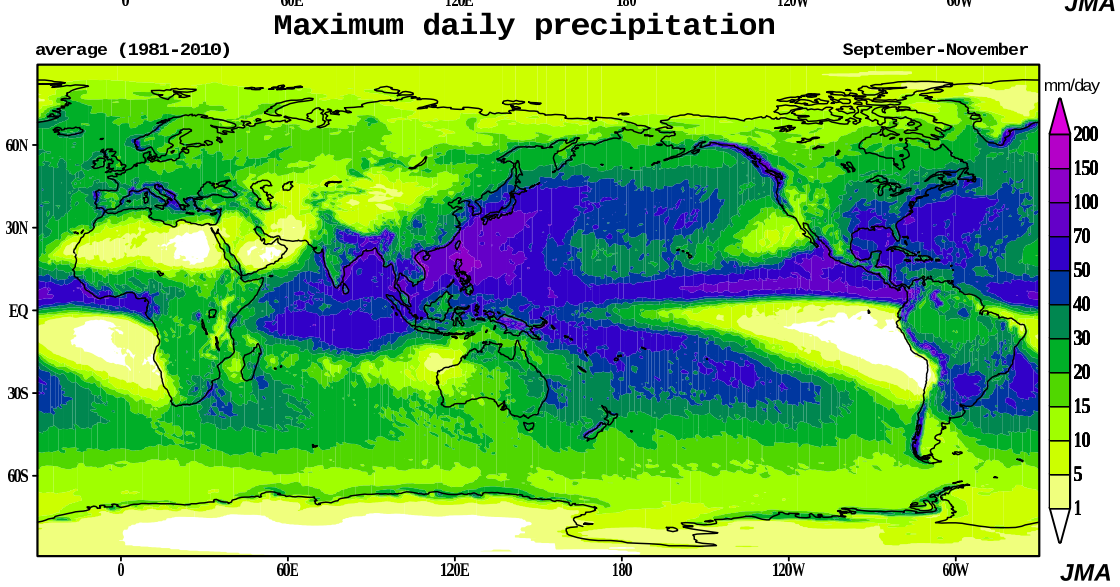 0 60E 120E 180 120W 60W JMA
Maximum daily precipitation
average (1981-2010) September-November
mm/day
200
150
100
70
50
40
30
20
15
10
5
1
60N
30N
EQ
30S
60S
0 60E 120E 180 120W 60W
JMA